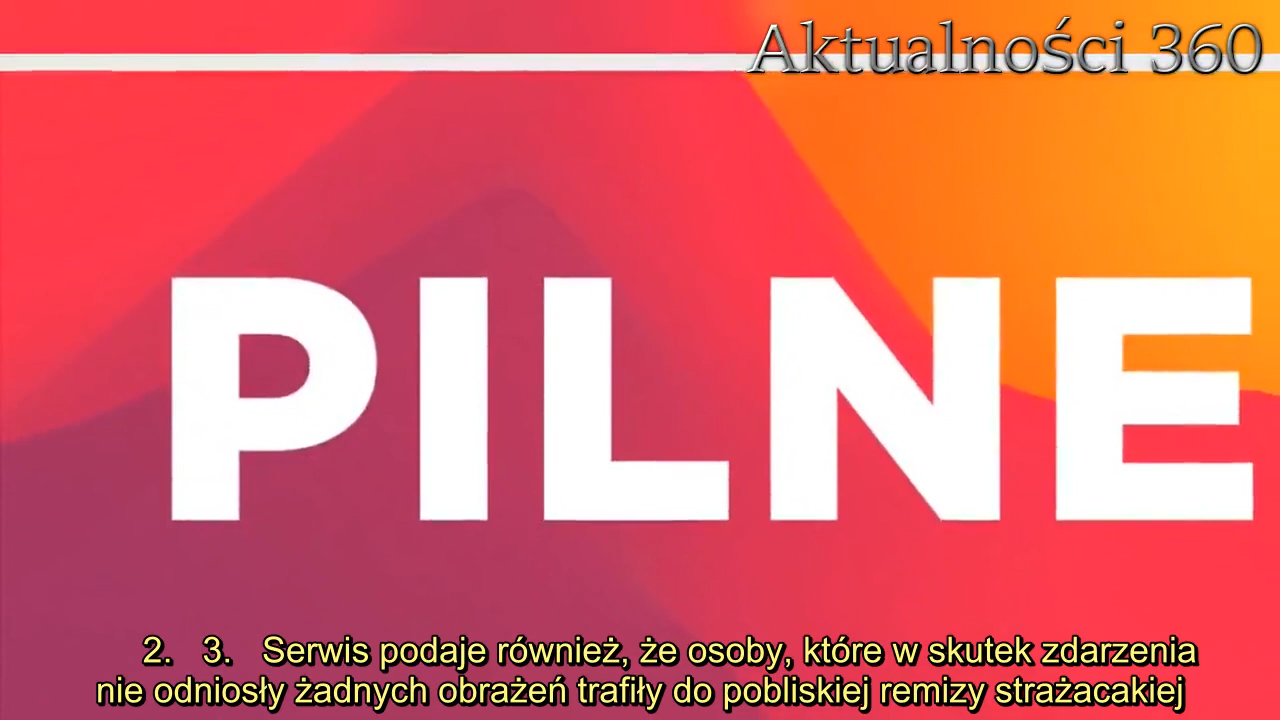 Aktualności 360
PILNE
2. 3. Serwis podaje również, że osoby, które w skutek zdarzenia
nie odniosły żadnych obrażeń trafiły do pobliskiej remizy strażacakiej